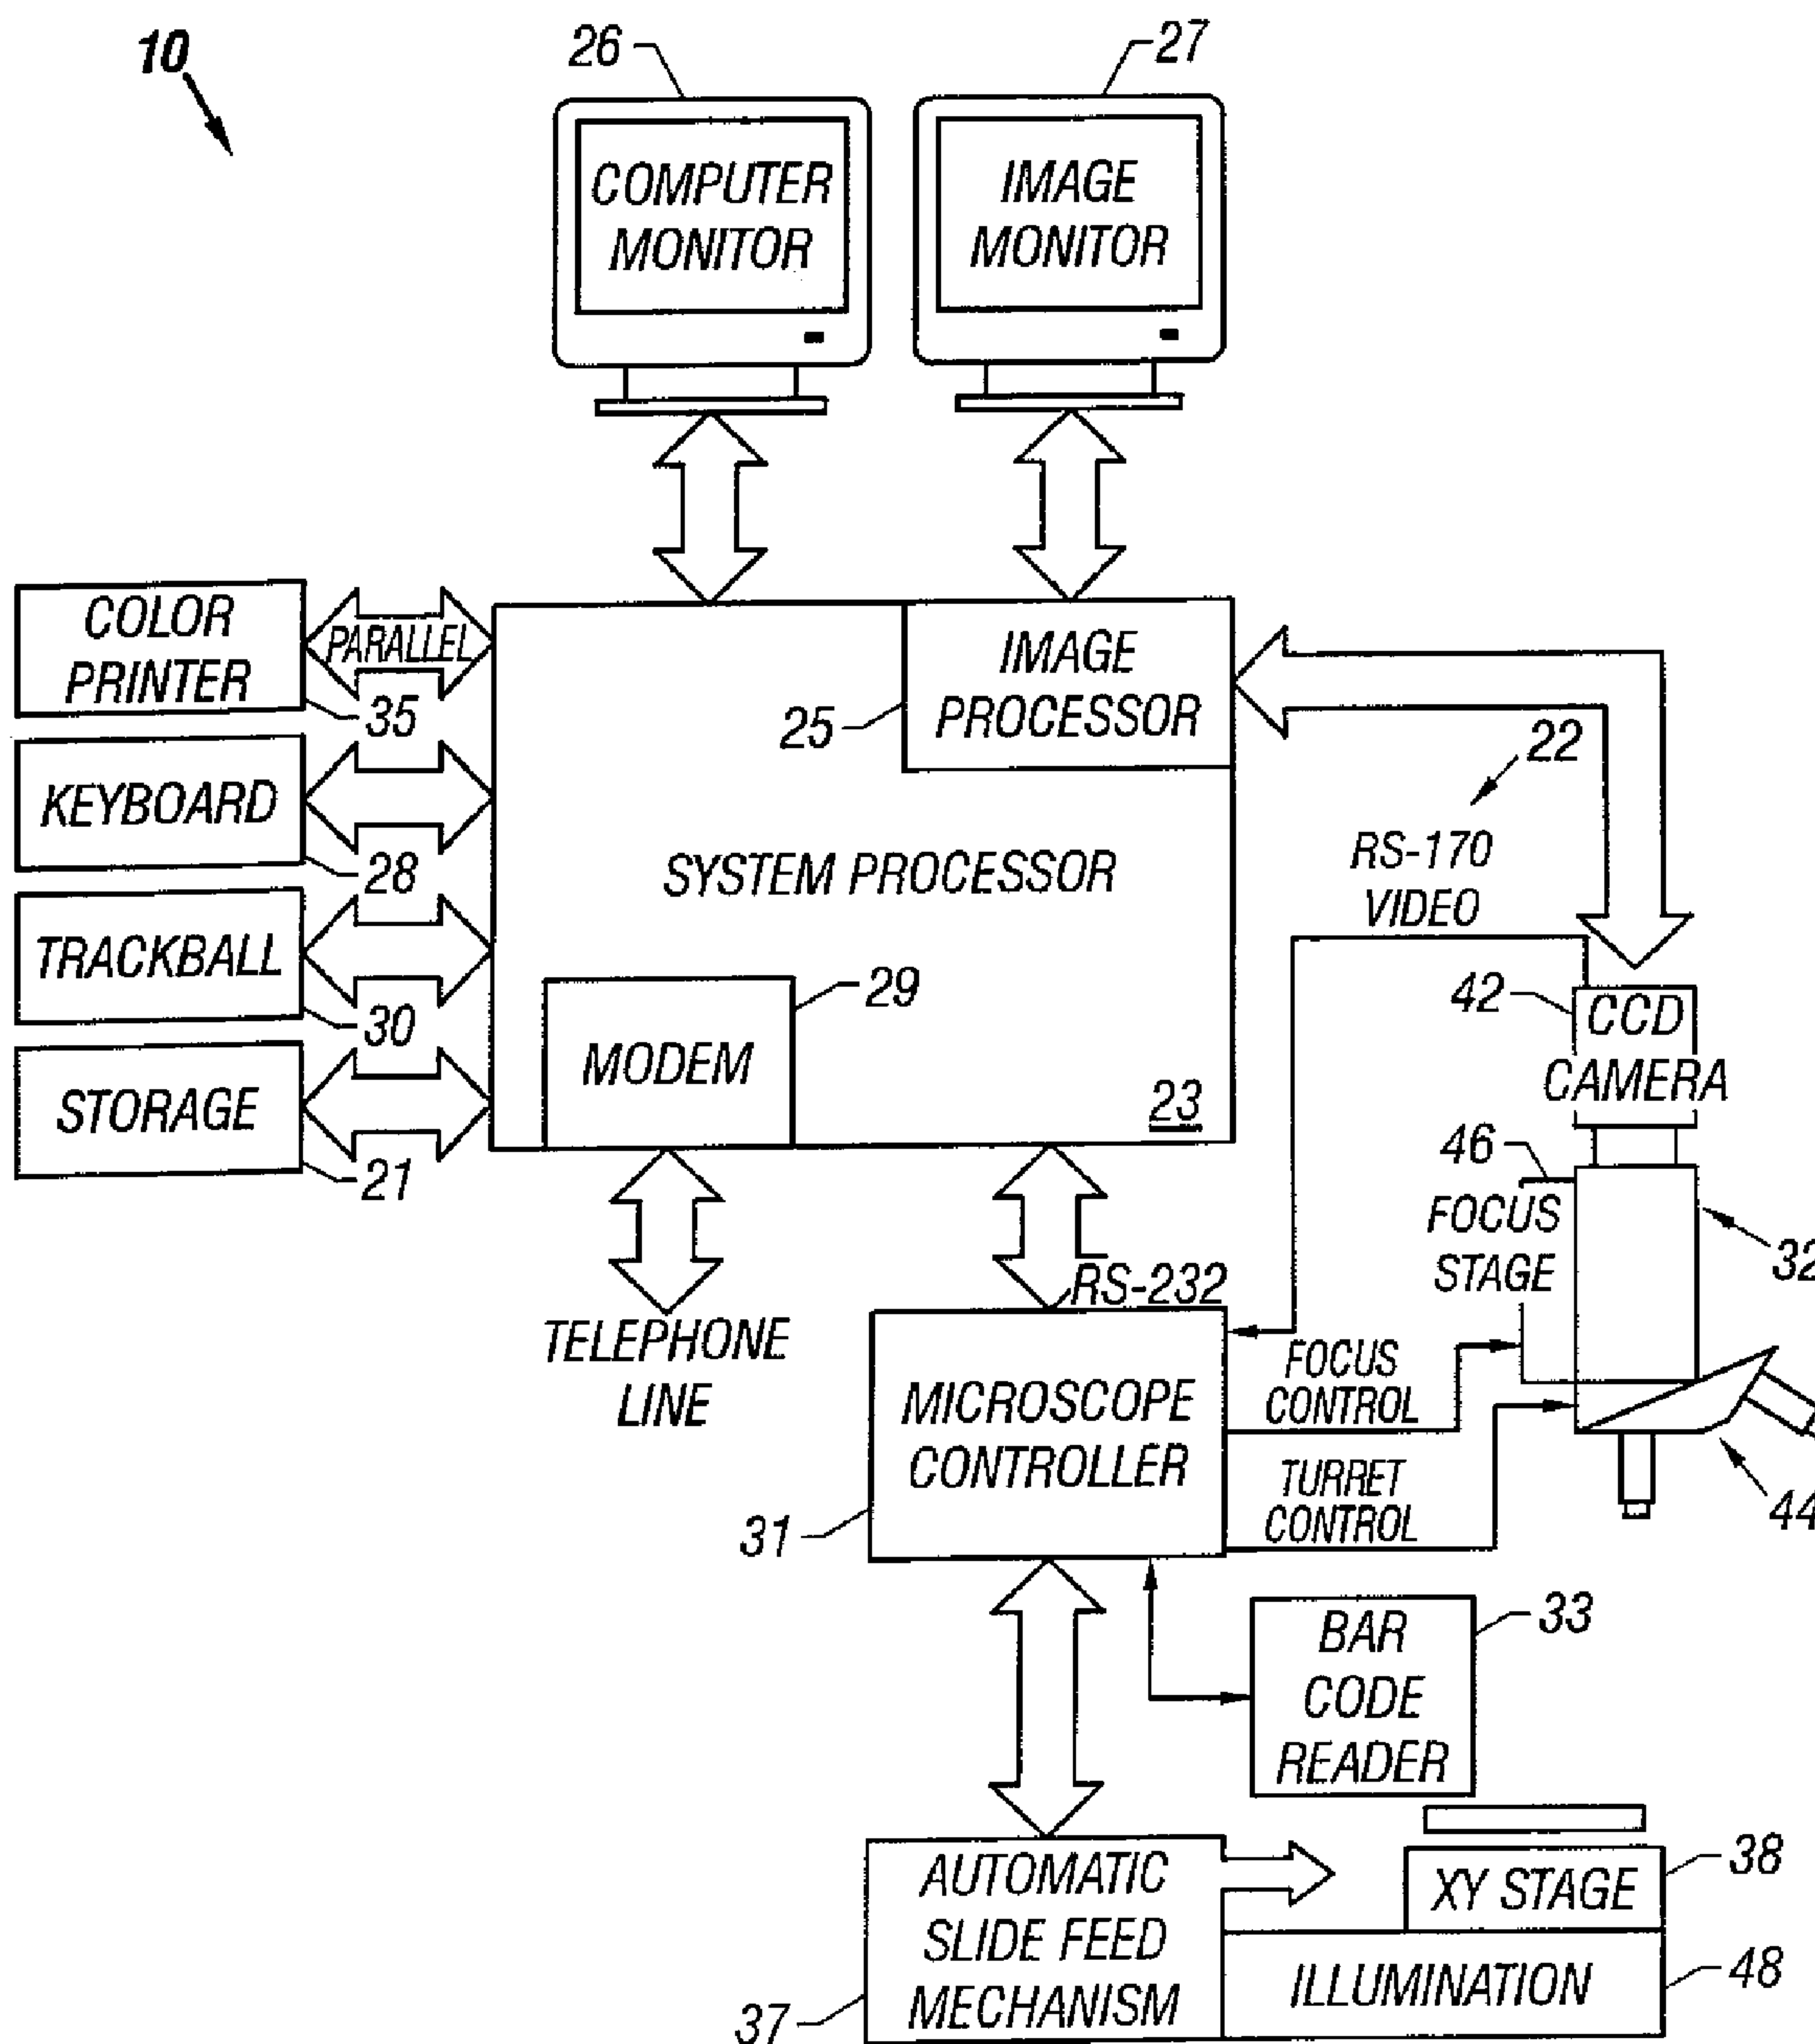 10
26
27
COMPUTER
MONITOR
IMAGE
MONITOR
COLOR
PRINTER
PARALLEL
35
IMAGE
PROCESSOR
25
22
KEYBOARD
28
SYSTEM PROCESSOR
RS-170
VIDEO
TRACKBALL
30
29
MODEM
42
CCD
CAMERA
STORAGE
21
23
46
FOCUS
STAGE
32
RS-232
TELEPHONE
LINE
MICROSCOPE
CONTROLLER
31
FOCUS
CONTROL
TURRET
CONTROL
44
BAR
CODE
READER
33
AUTOMATIC
SLIDE FEED
MECHANISM
37
XY STAGE
38
ILLUMINATION
48